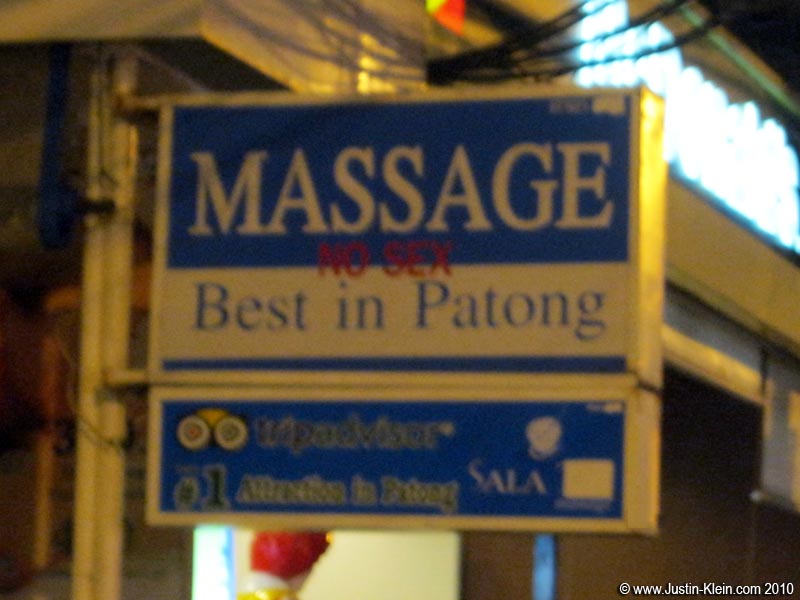 MASSAGE
NO SEX
Best in Patong
tripadvisor
#1 Attraction in Patong
SALA
© www.Justin-Klein.com 2010